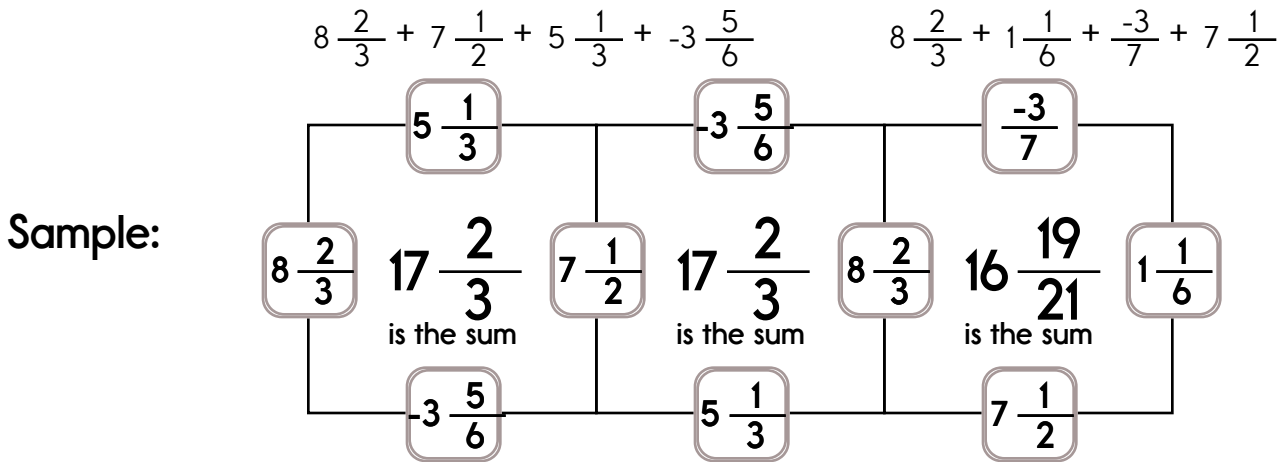 8 2/3 + 7 1/2 + 5 1/3 + -3 5/6
8 2/3 + 1 1/6 + -3/7 + 7 1/2
5 1/3
-3 5/6
-3/7
Sample:
8 2/3
17 2/3
is the sum
7 1/2
17 2/3
is the sum
8 2/3
16 19/21
is the sum
1 1/6
-3 5/6
5 1/3
7 1/2